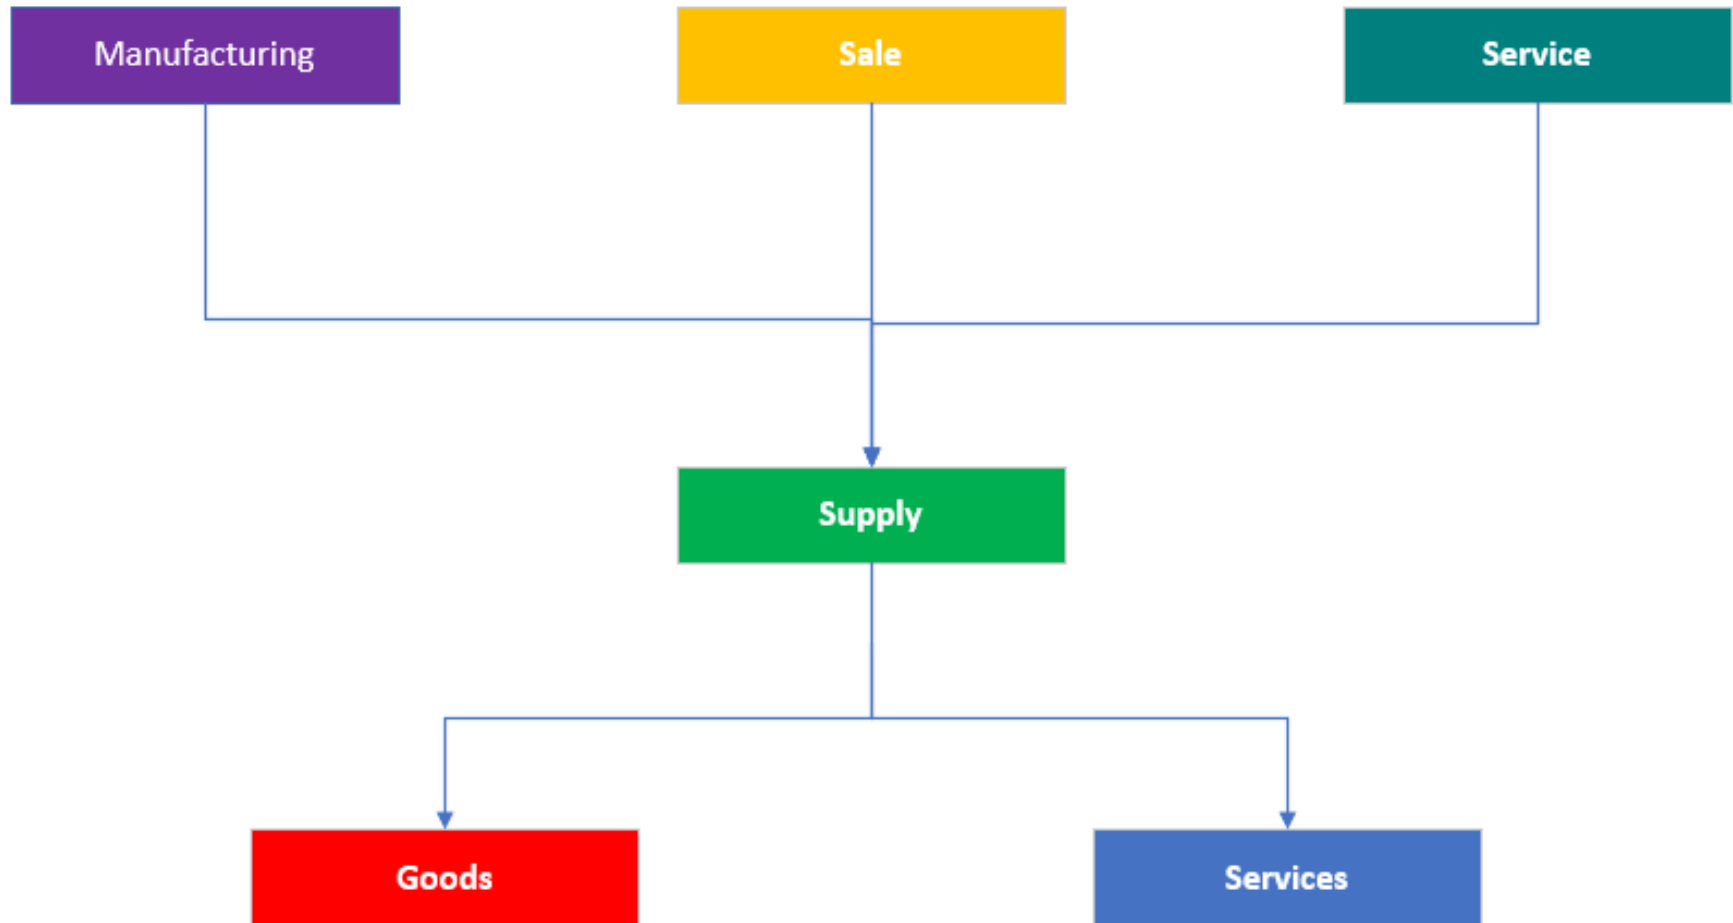 Manufacturing
Sale
Service
Supply
Goods
Services